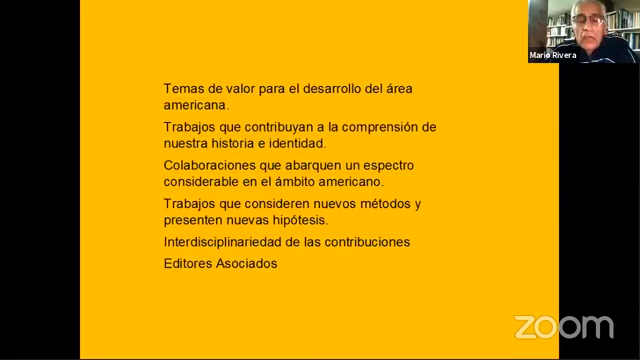 Mario Rivera
Temas de valor para el desarrollo del área
americana.
Trabajos que contribuyan a la comprensión de
nuestra historia e identidad.
Colaboraciones que abarquen un espectro
considerable en el ámbito americano.
Trabajos que consideren nuevos métodos y
presenten nuevas hipótesis.
Interdisciplinariedad de las contribuciones
Editores Asociados
zoom